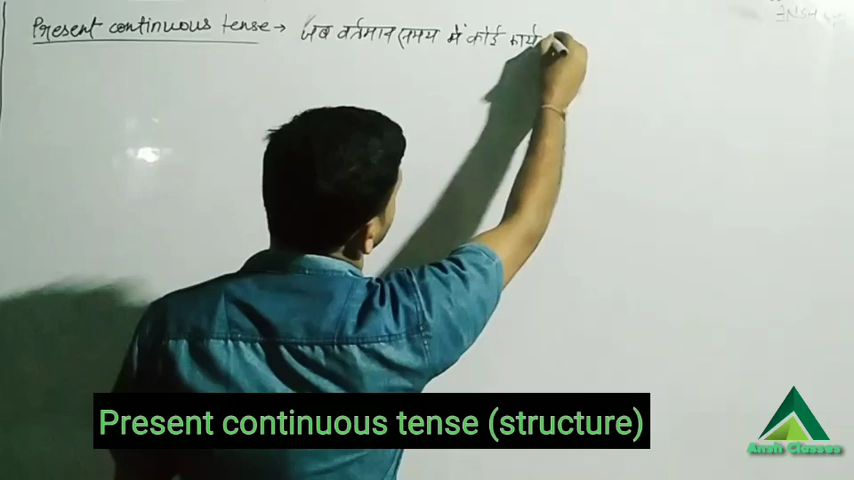 Present continuous tense → जब वर्तमान समय में कोई कार्य
Present continuous tense (structure)
Ansh Classes